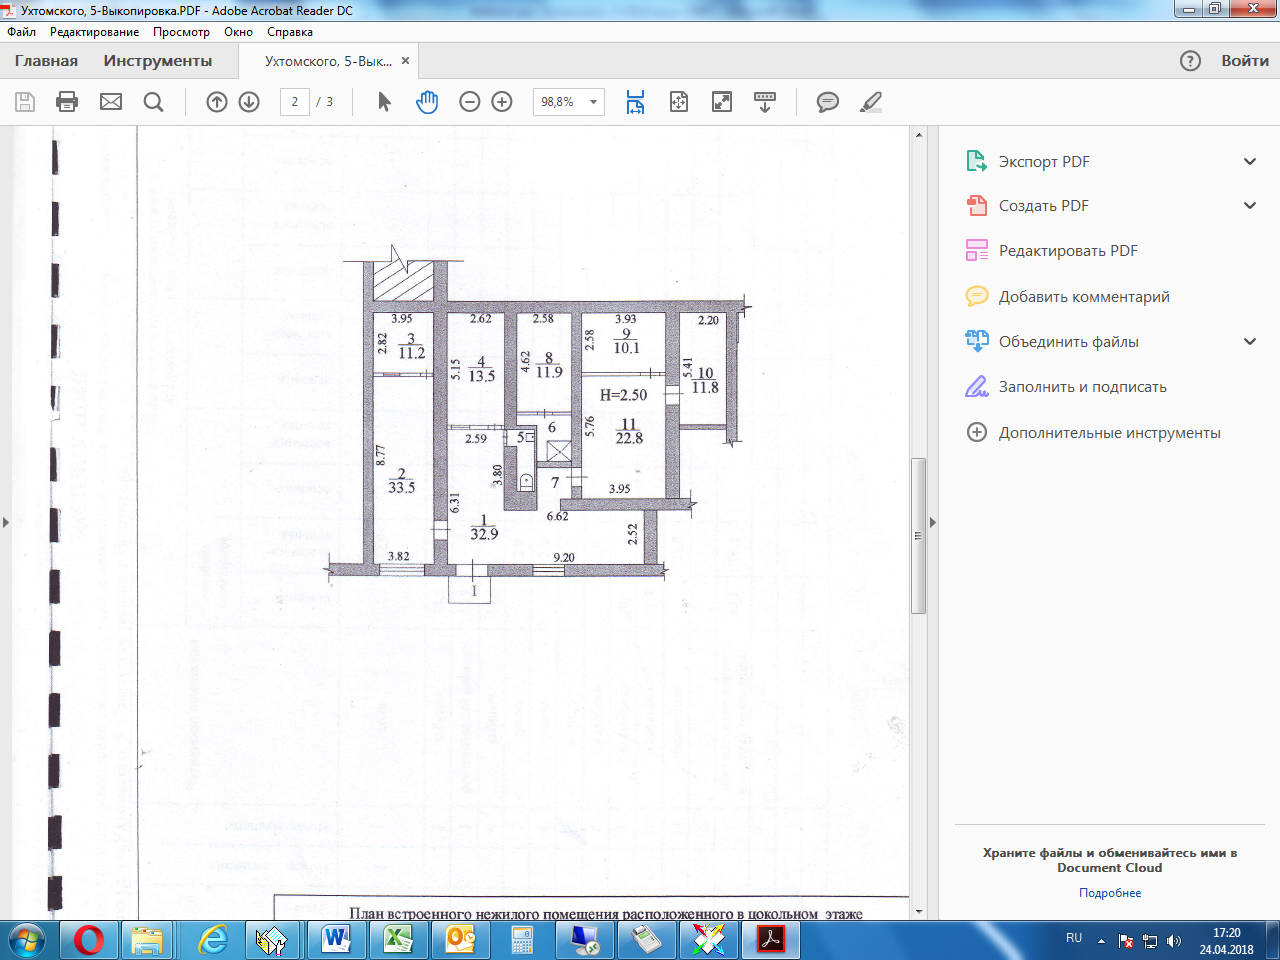 Ухтомского, 5-Выкопировка.PDF - Adobe Acrobat Reader DC
Файл Редактирование Просмотр Окно Справка
Главная Инструменты Ухтомского, 5-Вык... × ? Войти
2 / 3 98,8%
Экспорт PDF
Создать PDF
Редактировать PDF
Добавить комментарий
Объединить файлы
Заполнить и подписать
Дополнительные инструменты
3.95 2.62 2.58 3.93 2.20
2.82 3 11.2
5.15 4 13.5
4.62 8 11.9
2.58 9 10.1
5.41 10 11.8
H=2.50
5.76 11 22.8
3.95
2.59 5 6
8.77 2 33.5
3.80
7
6.31 1 32.9
6.62
2.52
3.82 9.20
I
План встроенного нежилого помещения расположенного в цокольном этаже
Храните файлы и обменивайтесь ими в
Document Cloud
Подробнее
RU 17:20
24.04.2018